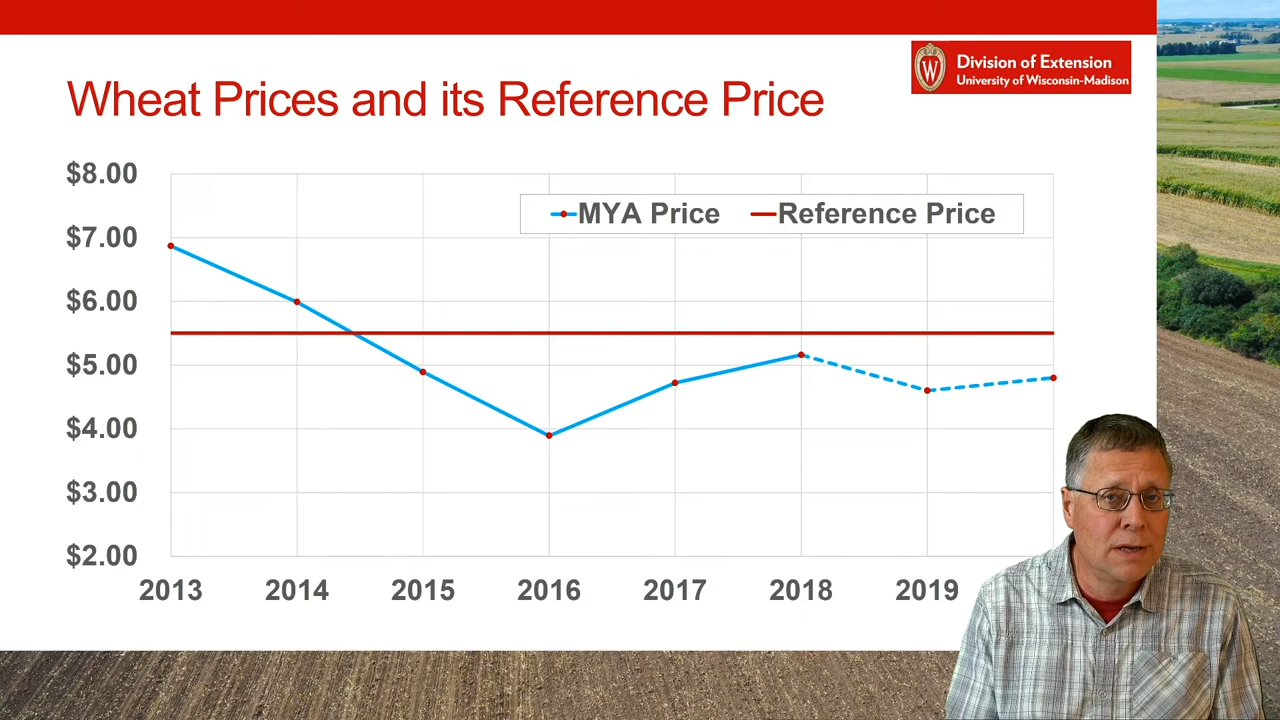 Division of Extension
University of Wisconsin-Madison
Wheat Prices and its Reference Price
$8.00
MYA Price
Reference Price
$7.00
$6.00
$5.00
$4.00
$3.00
$2.00
2013
2014
2015
2016
2017
2018
2019